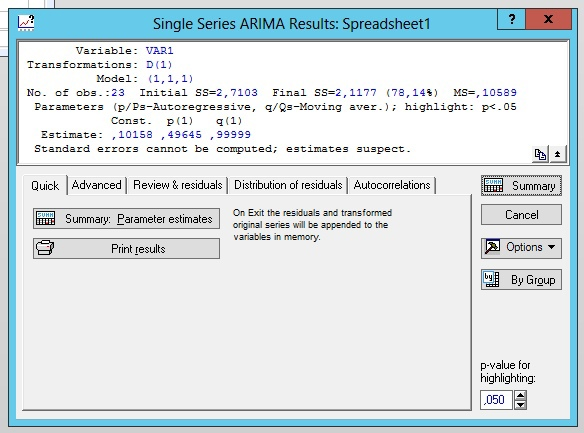 Single Series ARIMA Results: Spreadsheet1
?
x
Variable: VAR1
Transformations: D(1)
Model: (1,1,1)
No. of obs.:23 Initial SS=2,7103 Final SS=2,1177 (78,14%) MS=,10589
Parameters (p/Ps-Autoregressive, q/Qs-Moving aver.); highlight: p<.05
Const. p(1) q(1)
Estimate: ,10158 ,49645 ,99999
Standard errors cannot be computed; estimates suspect.
Quick Advanced Review & residuals Distribution of residuals Autocorrelations
Summary: Parameter estimates
Print results
On Exit the residuals and transformed
original series will be appended to the
variables in memory.
Summary
Cancel
Options
By Group
p-value for
highlighting:
,050